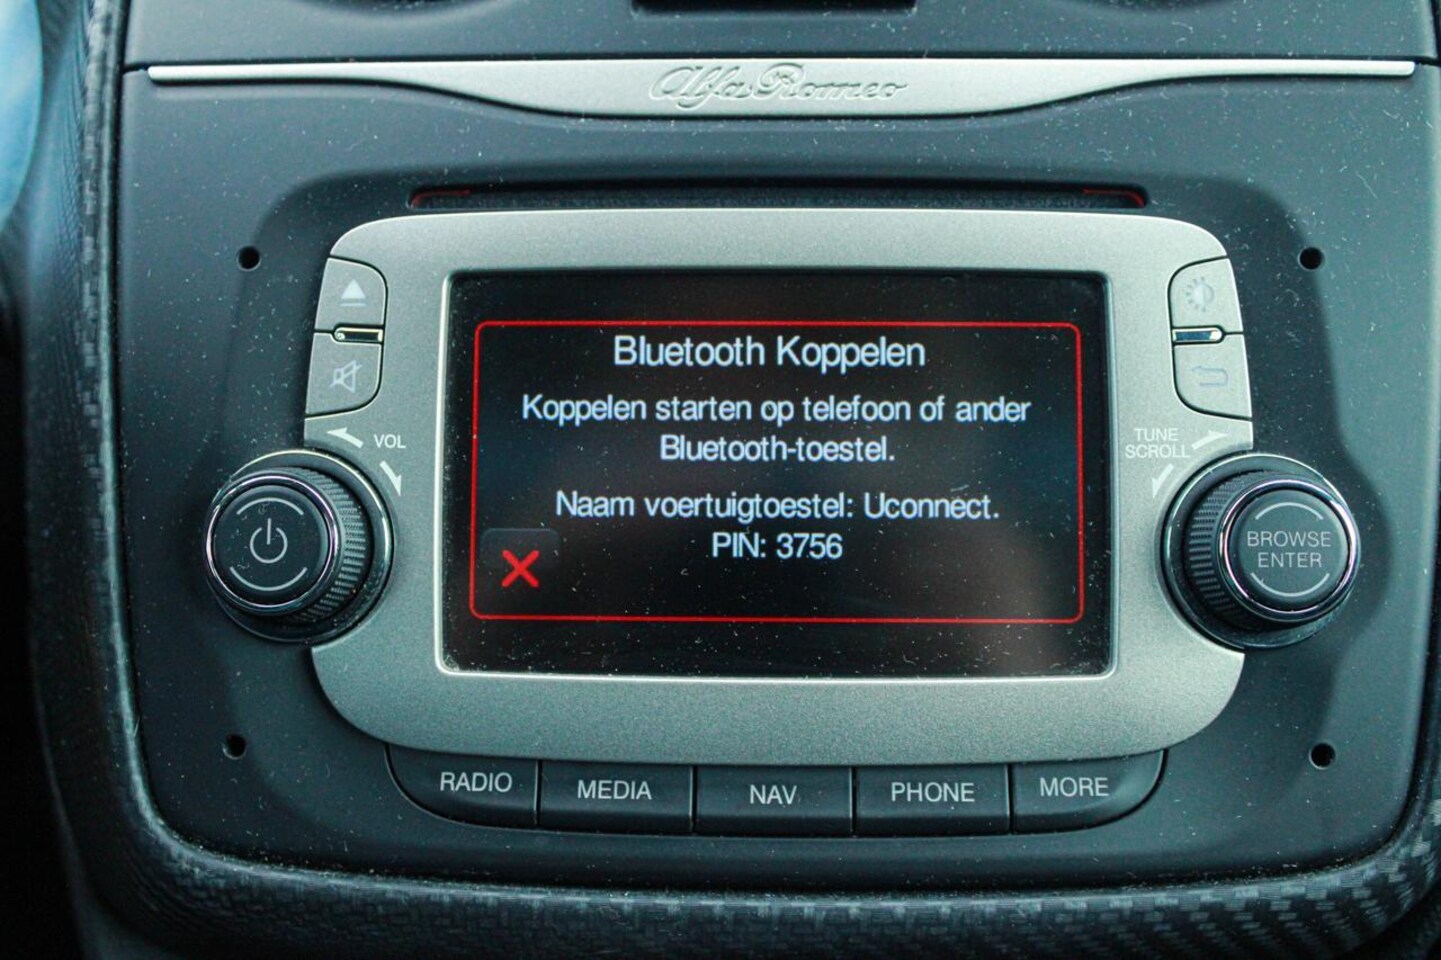 Alfa Romeo
Bluetooth Koppelen
Koppelen starten op telefoon of ander
Bluetooth-toestel.
Naam voertuigtoestel: Uconnect.
PIN: 3756
VOL
TUNE
SCROLL
BROWSE
ENTER
RADIO
MEDIA
NAV
PHONE
MORE